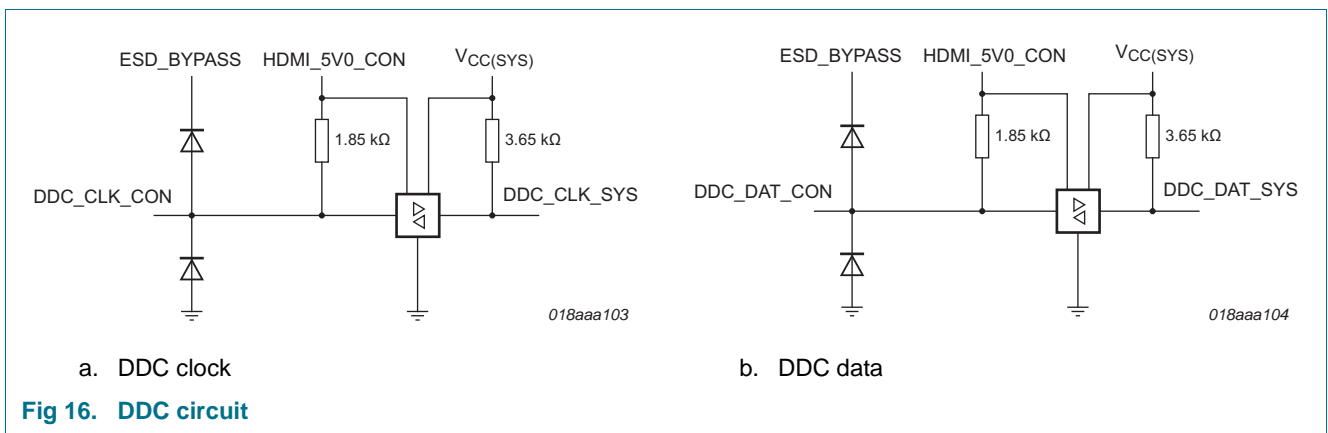 ESD_BYPASS HDMI_5V0_CON VCC(SYS)
1.85 kΩ 3.65 kΩ
DDC_CLK_CON DDC_CLK_SYS
018aaa103
a. DDC clock
ESD_BYPASS HDMI_5V0_CON VCC(SYS)
1.85 kΩ 3.65 kΩ
DDC_DAT_CON DDC_DAT_SYS
018aaa104
b. DDC data
Fig 16. DDC circuit